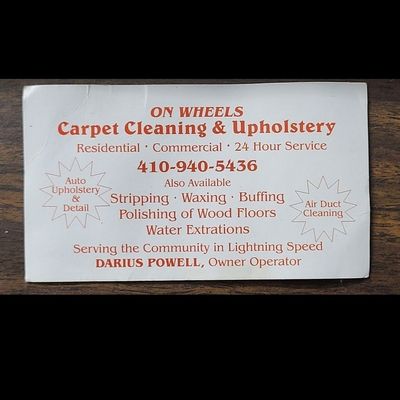 ON WHEELS
Carpet Cleaning & Upholstery
Residential · Commercial · 24 Hour Service
410-940-5436
Also Available
Auto
Upholstery
&
Detail
Stripping · Waxing · Buffing
Polishing of Wood Floors
Water Extrations
Air Duct
Cleaning
Serving the Community in Lightning Speed
DARIUS POWELL, Owner Operator